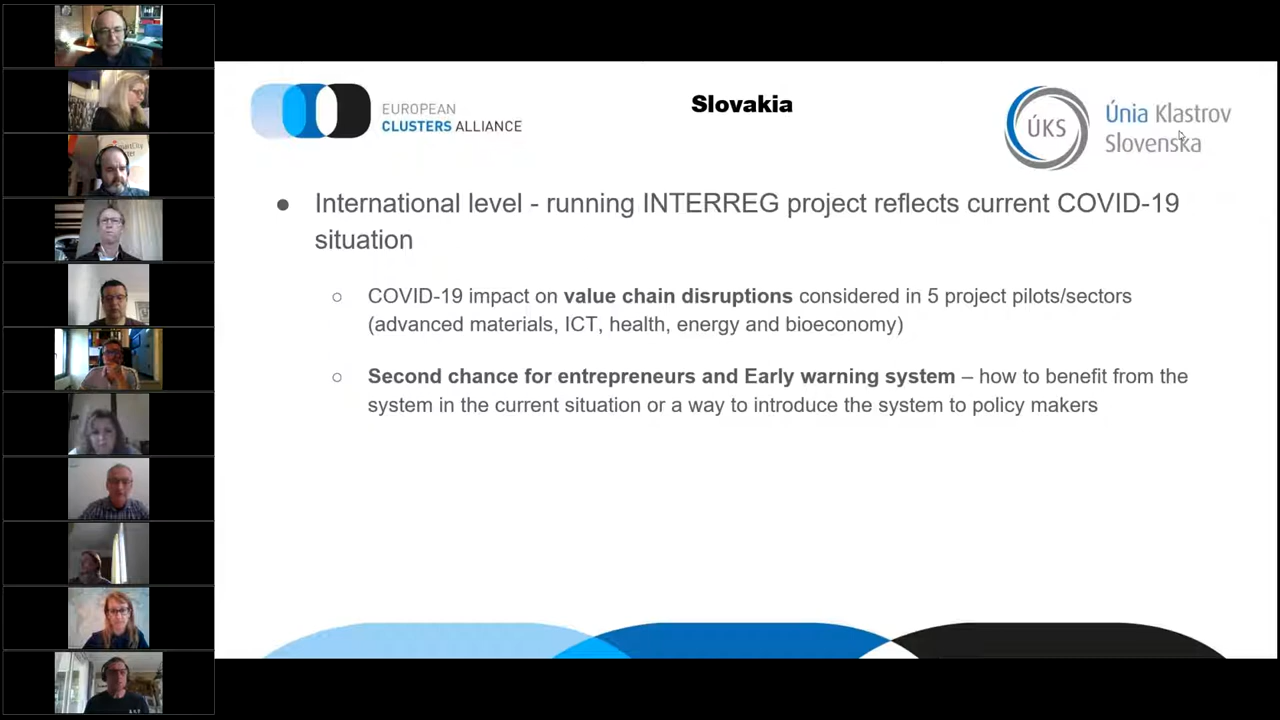 EUROPEAN
CLUSTERS ALLIANCE
Slovakia
ÚKS
Únia Klastrov
Slovenska
● International level - running INTERREG project reflects current COVID-19
situation
○ COVID-19 impact on value chain disruptions considered in 5 project pilots/sectors
(advanced materials, ICT, health, energy and bioeconomy)
○ Second chance for entrepreneurs and Early warning system – how to benefit from the
system in the current situation or a way to introduce the system to policy makers